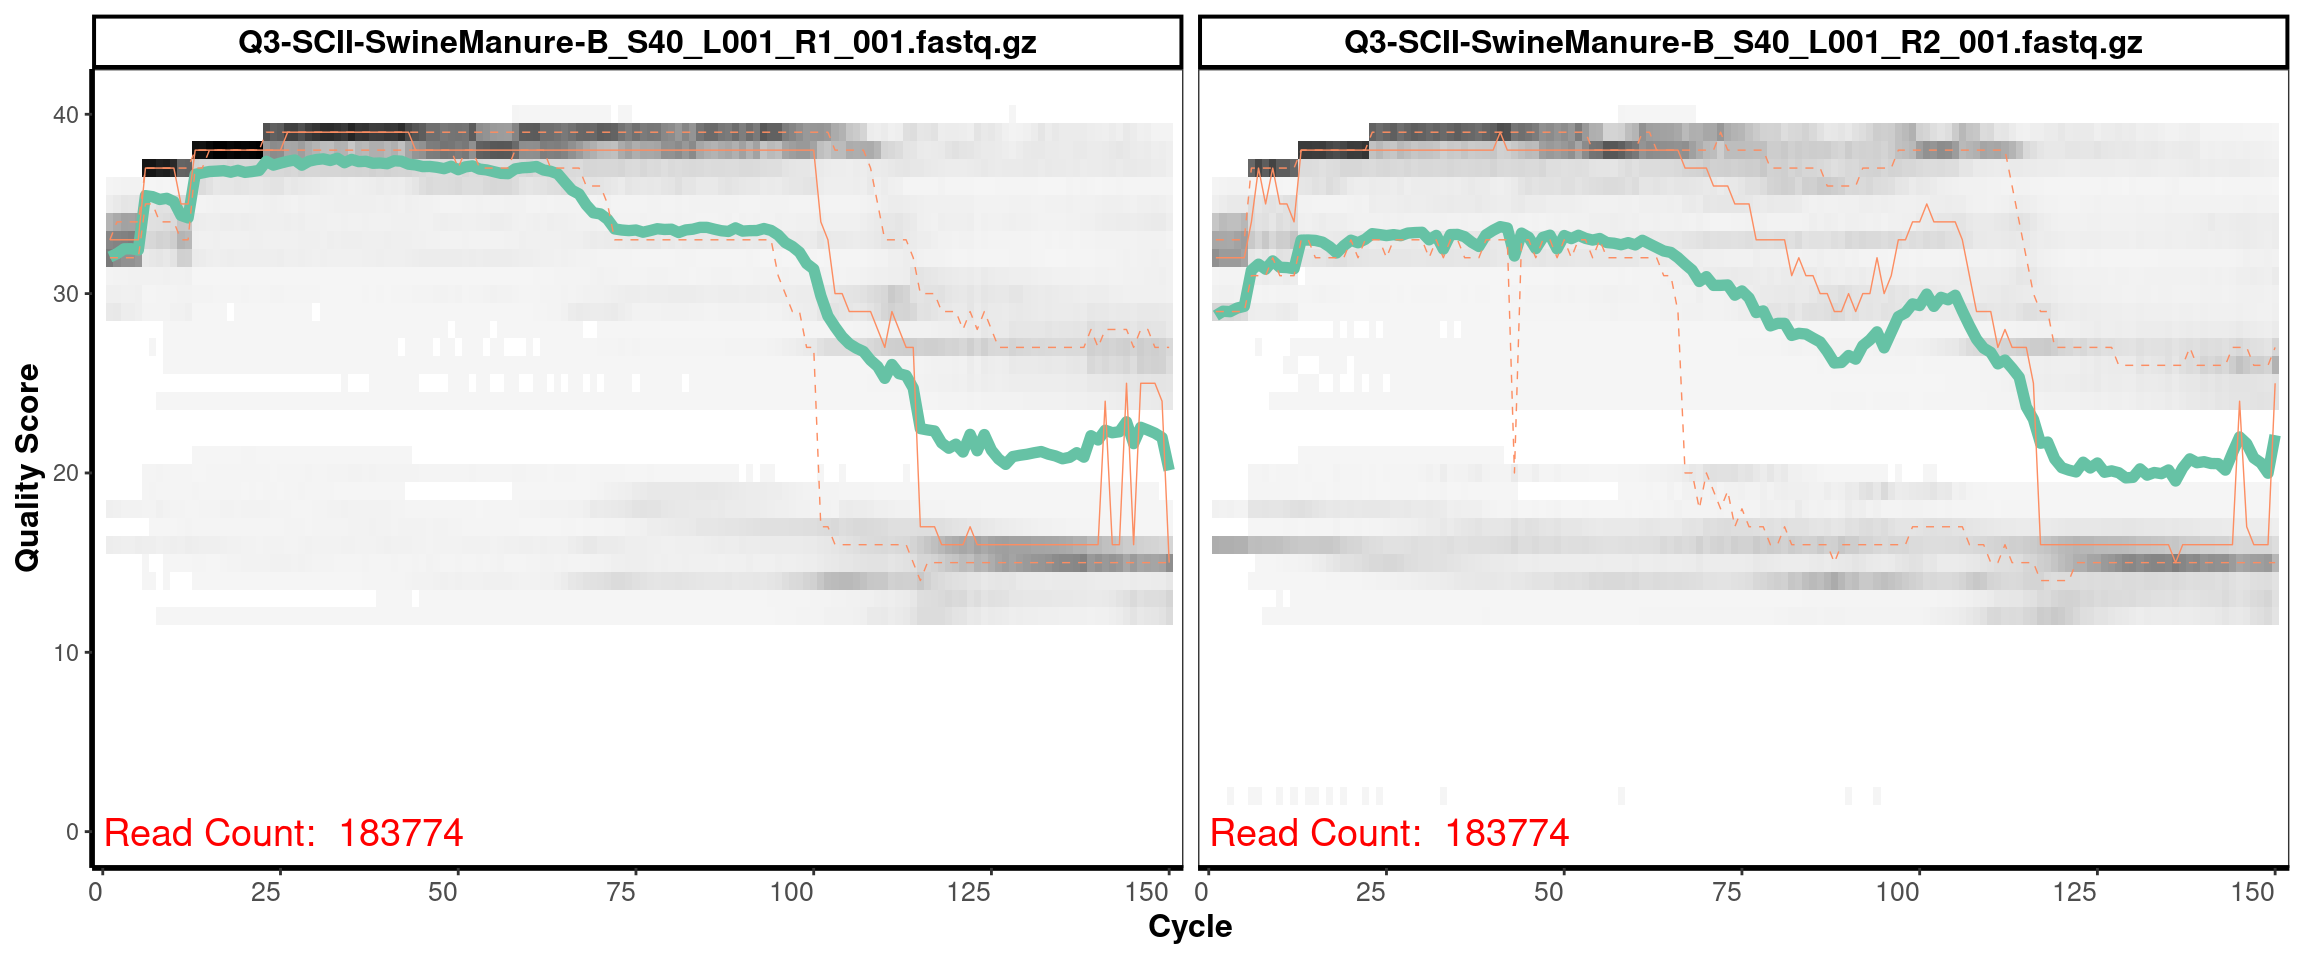 Q3-SCII-SwineManure-B_S40_L001_R1_001.fastq.gz
Q3-SCII-SwineManure-B_S40_L001_R2_001.fastq.gz
Quality Score
40
30
20
10
0
Read Count:  183774
Read Count:  183774
0 25 50 75 100 125 150
0 25 50 75 100 125 150
Cycle